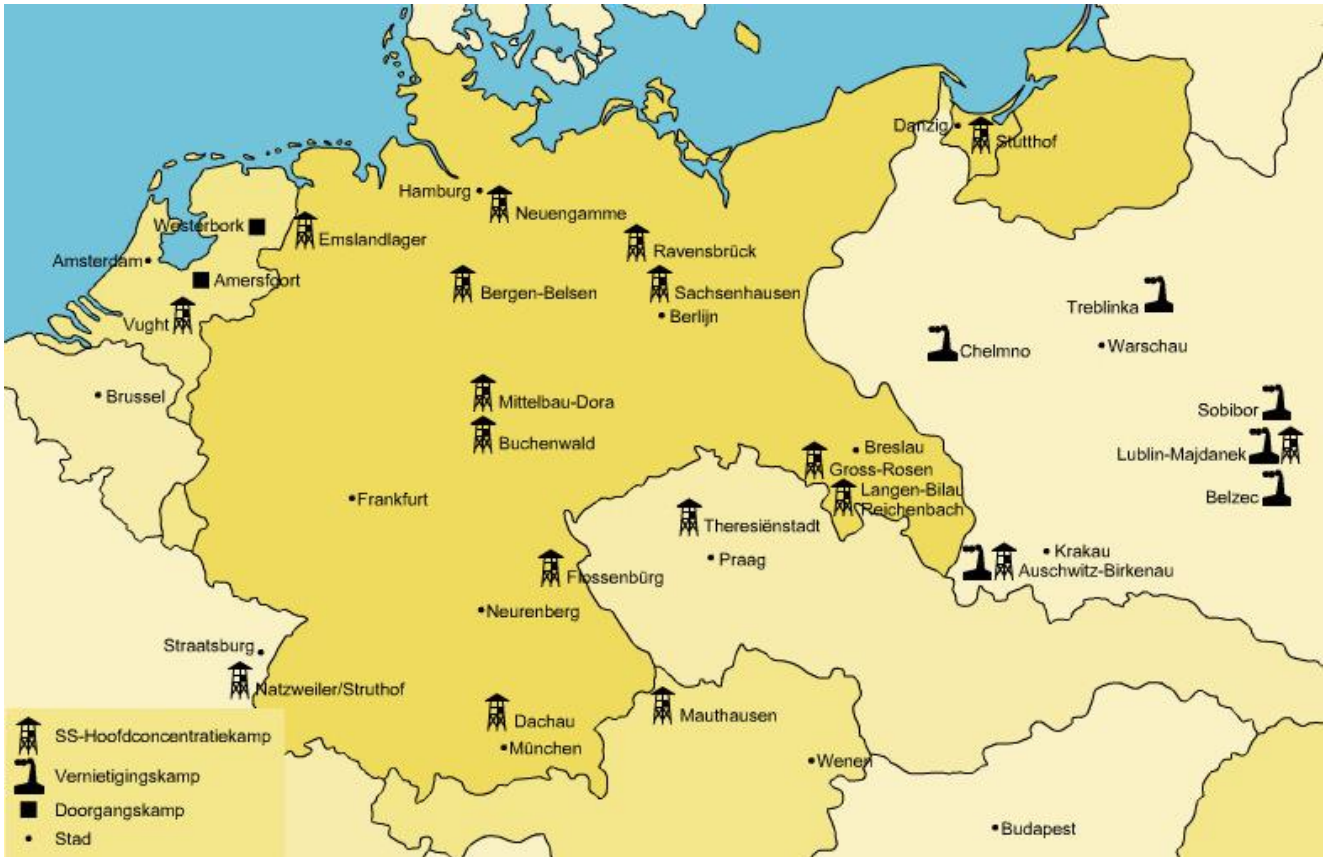 Danzig
Stutthof
Hamburg
Neuengamme
Westerbork
Emslandlager
Ravensbrück
Amsterdam
Amersfoort
Bergen-Belsen
Sachsenhausen
Treblinka
Vught
Berlijn
Chelmno
Warschau
Brussel
Mittelbau-Dora
Sobibor
Buchenwald
Breslau
Lublin-Majdanek
Gross-Rosen
Frankfurt
Langen-Bilau
Reichenbach
Belzec
Theresiënstadt
Praag
Krakau
Auschwitz-Birkenau
Flossenbürg
Neurenberg
Straatsburg
Natzweiler/Struthof
Dachau
Mauthausen
München
Wenen
Budapest
SS-Hoofdconcentratiekamp
Vernietigingskamp
Doorgangskamp
Stad